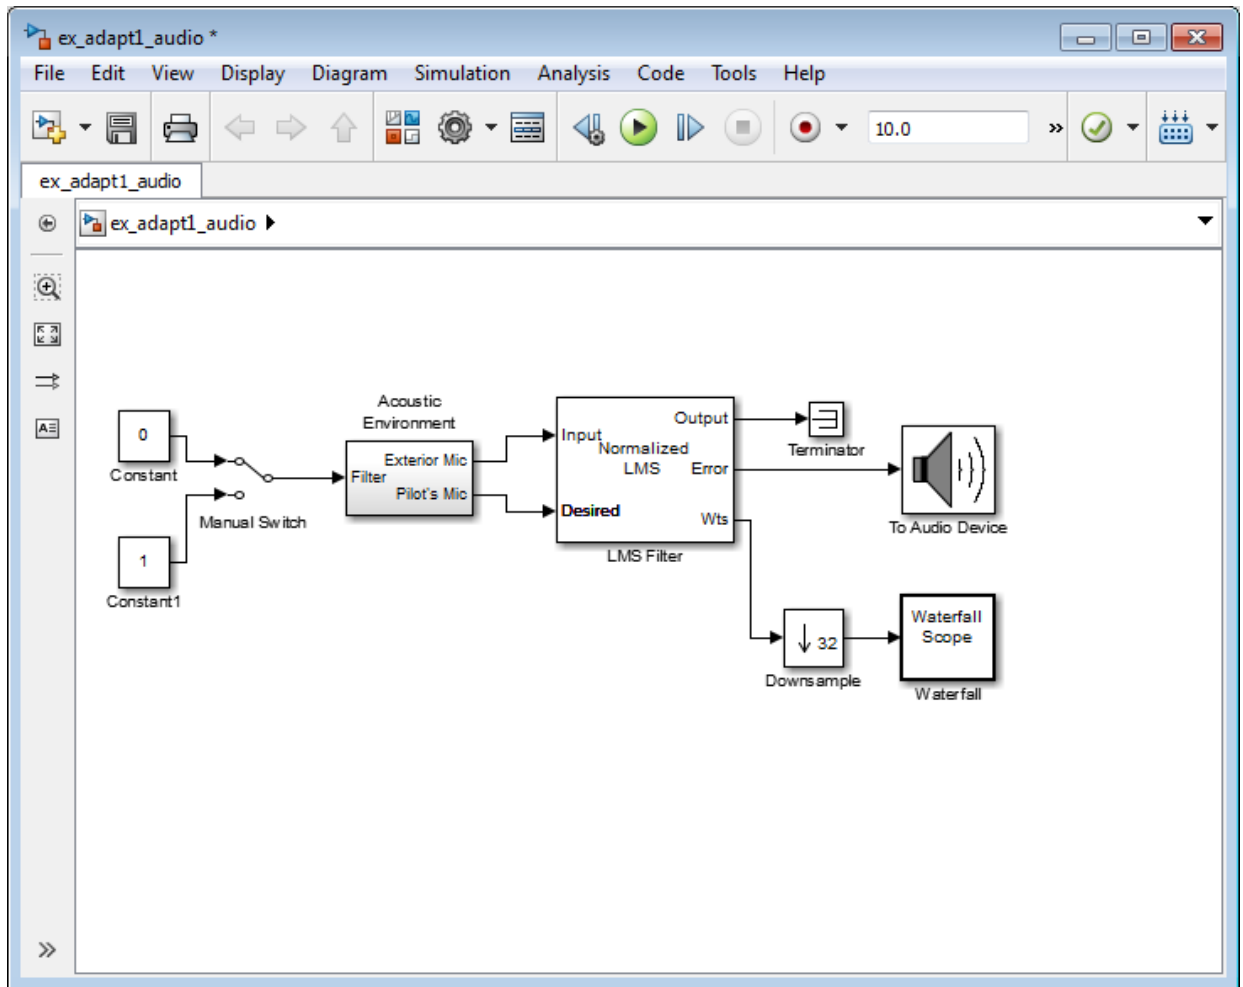 ex_adapt1_audio *
File Edit View Display Diagram Simulation Analysis Code Tools Help
10.0
ex_adapt1_audio
ex_adapt1_audio
Acoustic
Environment
0
Constant
Manual Switch
1
Constant1
Filter
Exterior Mic
Pilot's Mic
Input
Desired
Normalized
LMS
Output
Error
Wts
LMS Filter
Terminator
To Audio Device
32
Downsample
Waterfall
Scope
Waterfall